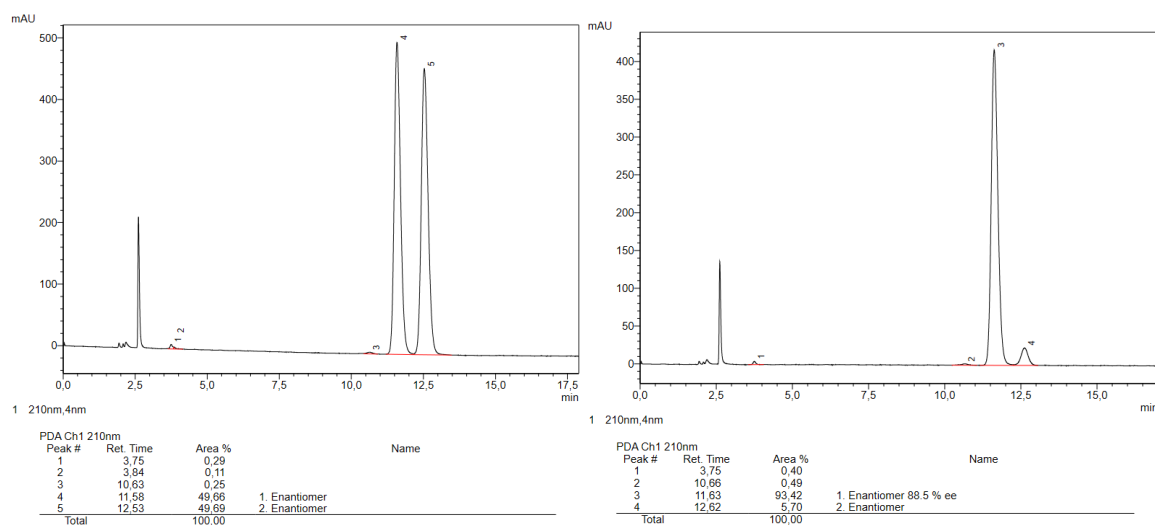 mAU
500
400
300
200
100
0
4
5
1
2
3
0,0 2,5 5,0 7,5 10,0 12,5 15,0 17,5
min
1 210nm,4nm
PDA Ch1 210nm
Peak # Ret. Time Area % Name
1 3,75 0,29
2 3,84 0,11
3 10,63 0,25
4 11,58 49,66 1. Enantiomer
5 12,53 49,69 2. Enantiomer
Total 100,00
mAU
400
350
300
250
200
150
100
50
0
3
1
2
4
0,0 2,5 5,0 7,5 10,0 12,5 15,0
min
1 210nm,4nm
PDA Ch1 210nm
Peak # Ret. Time Area % Name
1 3,75 0,40
2 10,66 0,49
3 11,63 93,42 1. Enantiomer 88.5 % ee
4 12,62 5,70 2. Enantiomer
Total 100,00